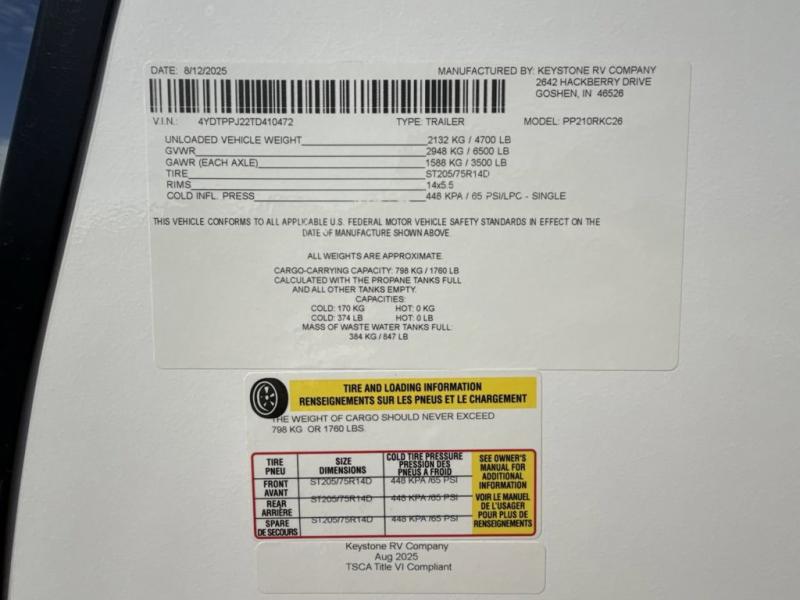 DATE: 8/12/2025 MANUFACTURED BY: KEYSTONE RV COMPANY
2642 HACKBERRY DRIVE
GOSHEN, IN 46526
V.I.N.: 4YDTPPJ22TD410472 TYPE: TRAILER MODEL: PP210RKC26
UNLOADED VEHICLE WEIGHT 2132 KG / 4700 LB
GVWR 2948 KG / 6500 LB
GAWR (EACH AXLE) 1588 KG / 3500 LB
TIRE ST205/75R14D
RIMS 14x5.5
COLD INFL. PRESS 448 KPA / 65 PSI/LPC - SINGLE
THIS VEHICLE CONFORMS TO ALL APPLICABLE U.S. FEDERAL MOTOR VEHICLE SAFETY STANDARDS IN EFFECT ON THE
DATE OF MANUFACTURE SHOWN ABOVE.
ALL WEIGHTS ARE APPROXIMATE.
CARGO-CARRYING CAPACITY: 798 KG / 1760 LB
CALCULATED WITH THE PROPANE TANKS FULL
AND ALL OTHER TANKS EMPTY.
CAPACITIES:
COLD: 170 KG HOT: 0 KG
COLD: 374 LB HOT: 0 LB
MASS OF WASTE WATER TANKS FULL:
384 KG / 847 LB
TIRE AND LOADING INFORMATION
RENSEIGNEMENTS SUR LES PNEUS ET LE CHARGEMENT
THE WEIGHT OF CARGO SHOULD NEVER EXCEED
798 KG OR 1760 LBS.
TIRE
PNEU
SIZE
DIMENSIONS
COLD TIRE PRESSURE
PRESSION DES
PNEUS A FROID
FRONT
AVANT
ST205/75R14D
448 KPA /65 PSI
REAR
ARRIÈRE
ST205/75R14D
448 KPA /65 PSI
SPARE
DE SECOURS
ST205/75R14D
448 KPA /65 PSI
SEE OWNER'S
MANUAL FOR
ADDITIONAL
INFORMATION
VOIR LE MANUEL
DE L'USAGER
POUR PLUS DE
RENSEIGNEMENTS
Keystone RV Company
Aug 2025
TSCA Title VI Compliant